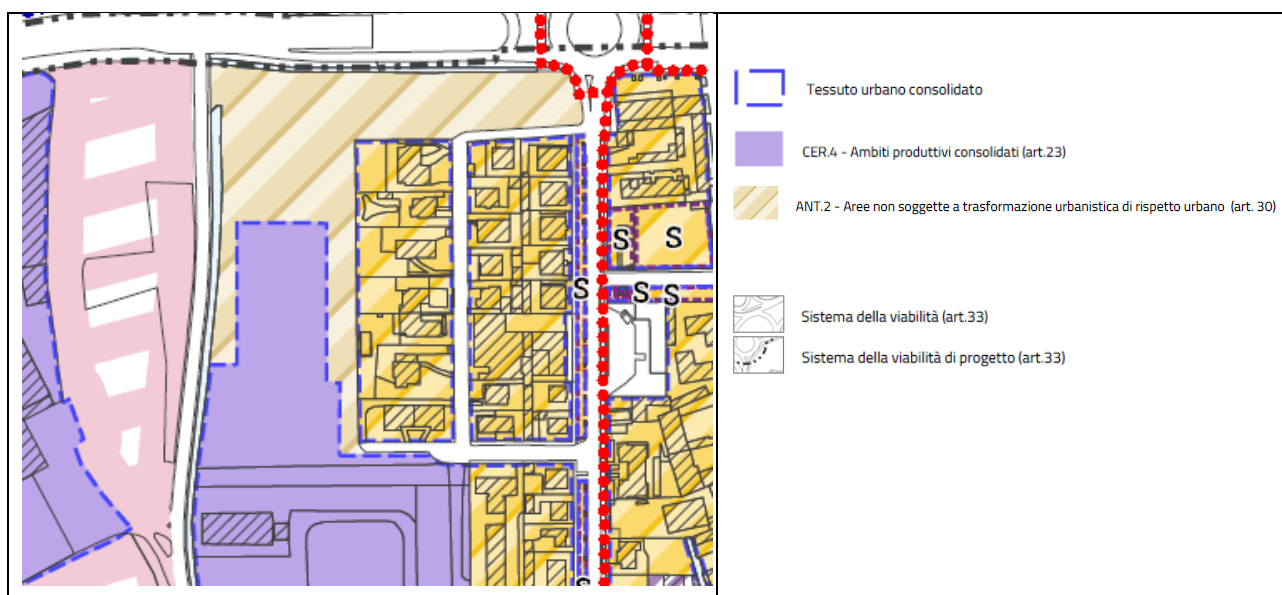 Tessuto urbano consolidato
CER.4 - Ambiti produttivi consolidati (art.23)
ANT.2 - Aree non soggette a trasformazione urbanistica di rispetto urbano (art. 30)
S S
S S S
Sistema della viabilità (art.33)
Sistema della viabilità di progetto (art.33)
S